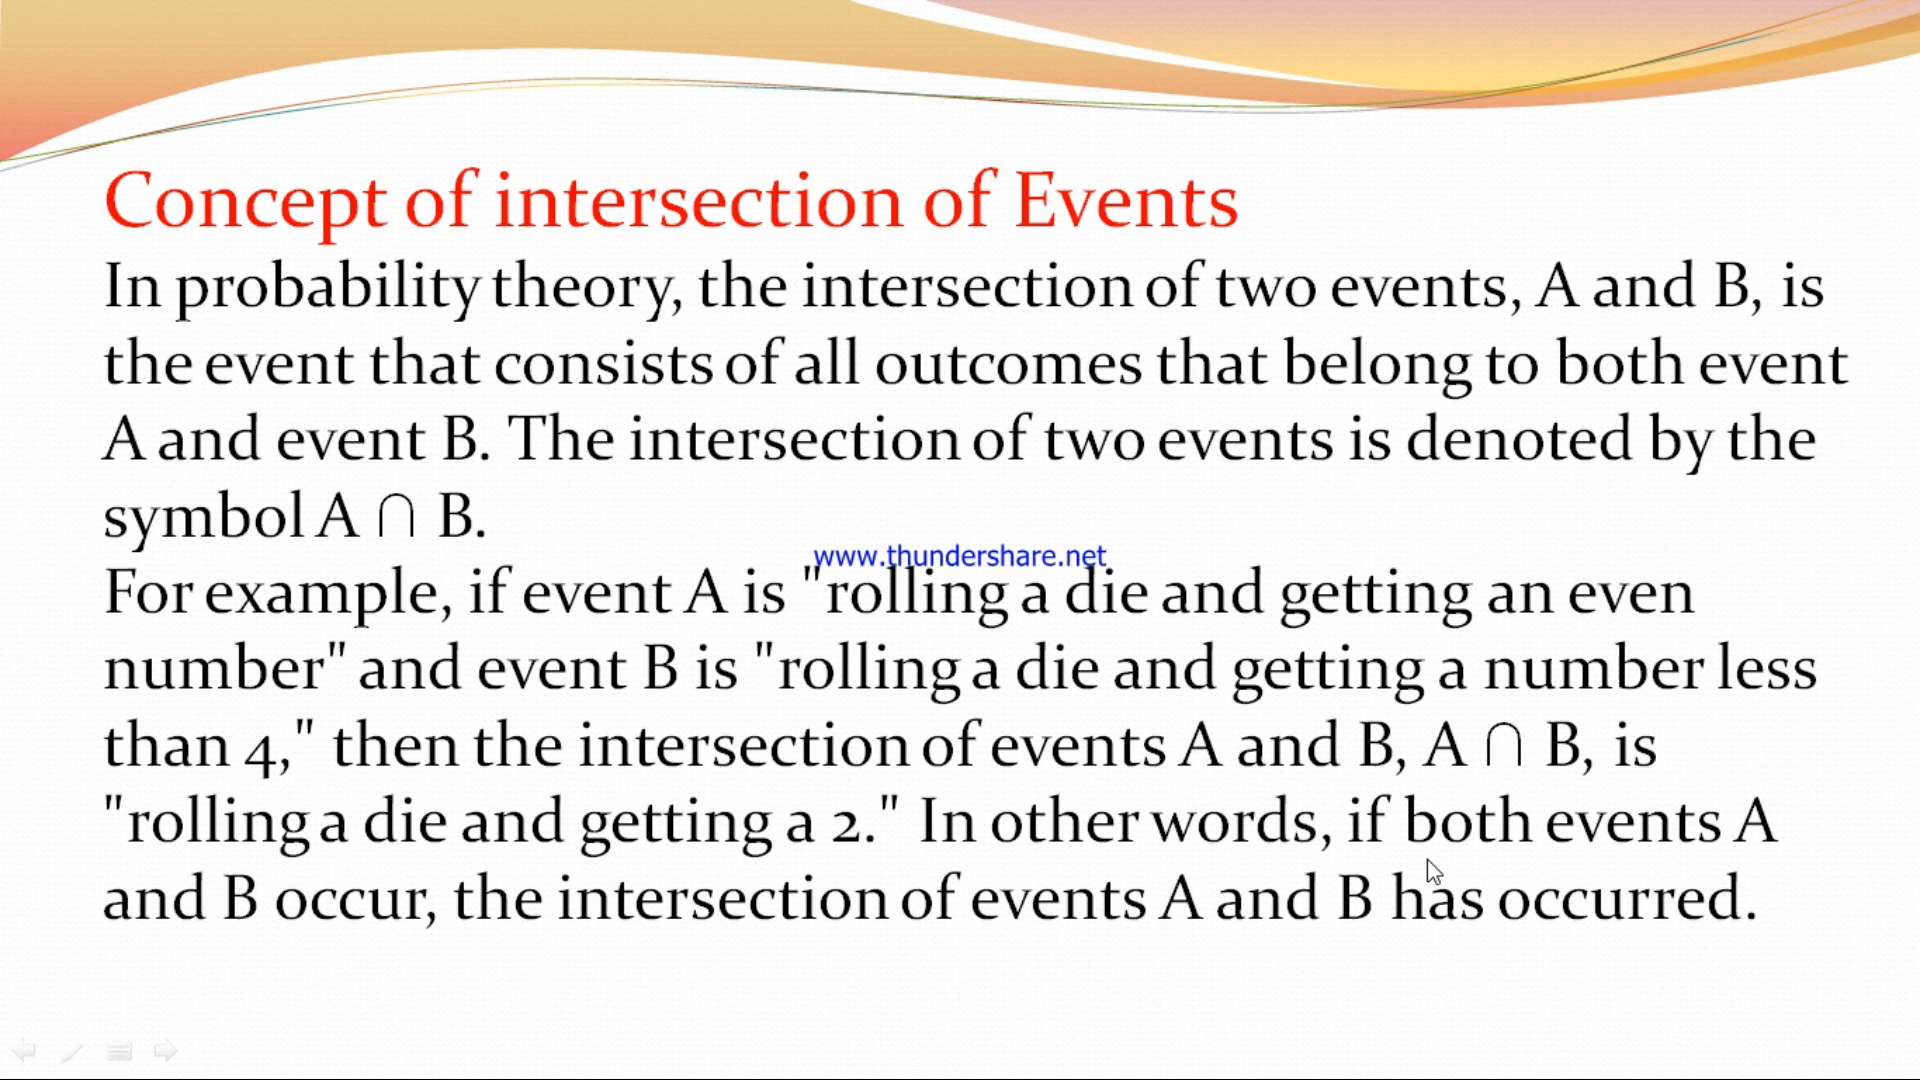 Concept of intersection of Events
In probability theory, the intersection of two events, A and B, is
the event that consists of all outcomes that belong to both event
A and event B. The intersection of two events is denoted by the
symbol A ∩ B.
www.thundershare.net
For example, if event A is "rolling a die and getting an even
number" and event B is "rolling a die and getting a number less
than 4," then the intersection of events A and B, A ∩ B, is
"rolling a die and getting a 2." In other words, if both events A
and B occur, the intersection of events A and B has occurred.